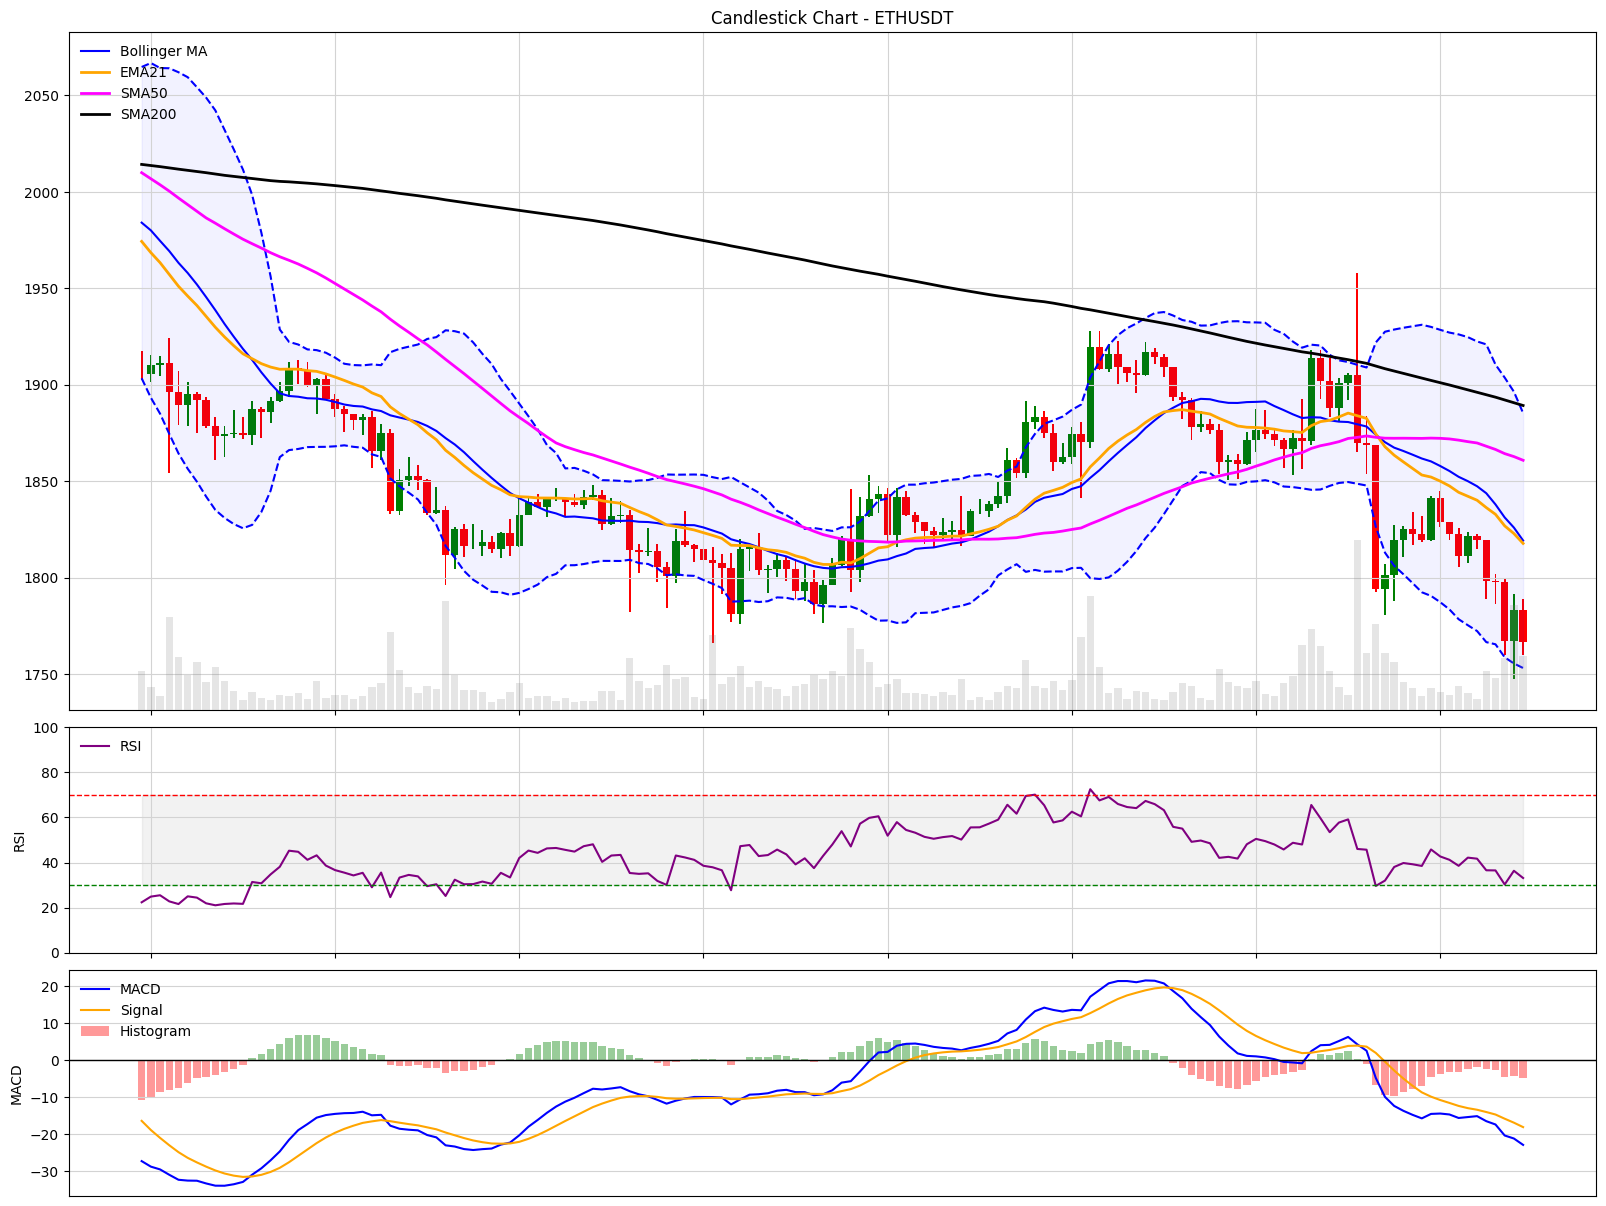 Candlestick Chart - ETHUSDT
Bollinger MA
EMA21
SMA50
SMA200
2050
2000
1950
1900
1850
1800
1750
RSI
100
80
60
40
20
0
RSI
MACD
Signal
Histogram
20
10
0
−10
−20
−30
MACD